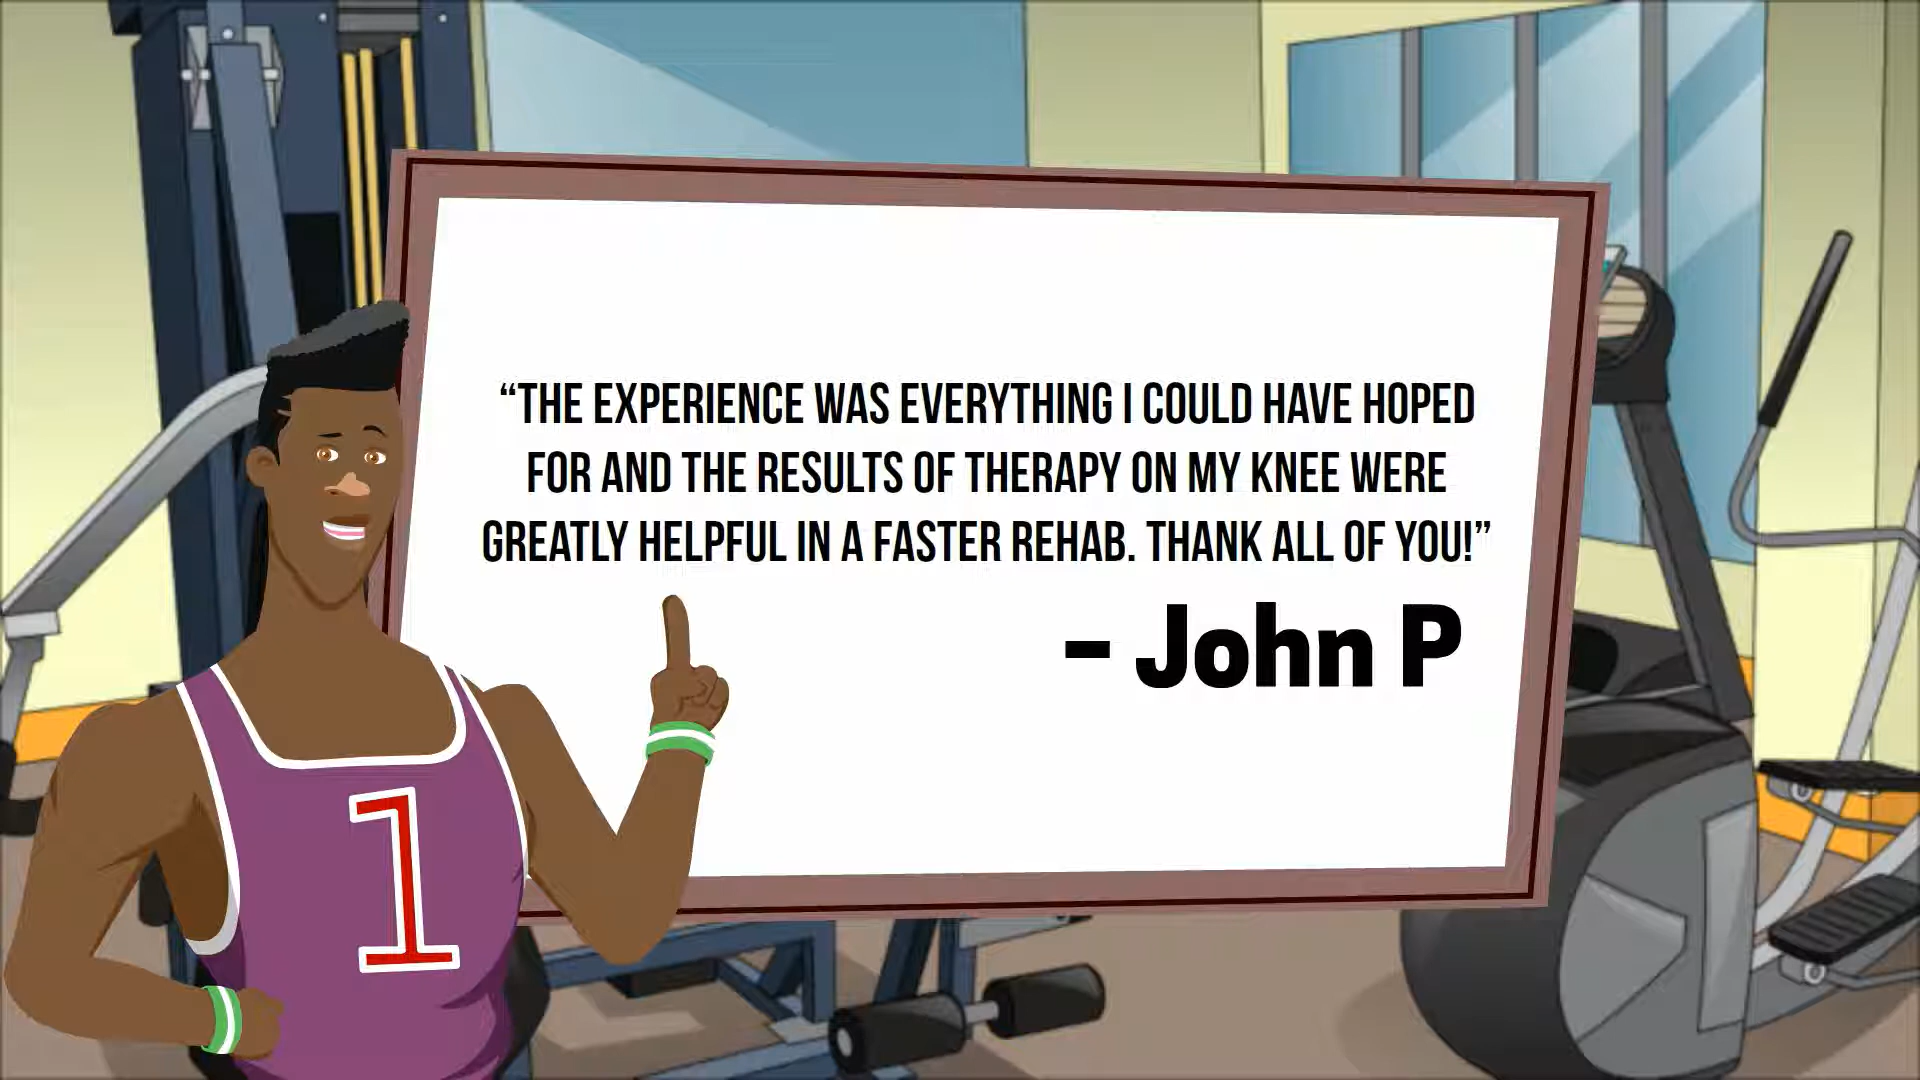 “THE EXPERIENCE WAS EVERYTHING I COULD HAVE HOPED
FOR AND THE RESULTS OF THERAPY ON MY KNEE WERE
GREATLY HELPFUL IN A FASTER REHAB. THANK ALL OF YOU!”
- John P
1